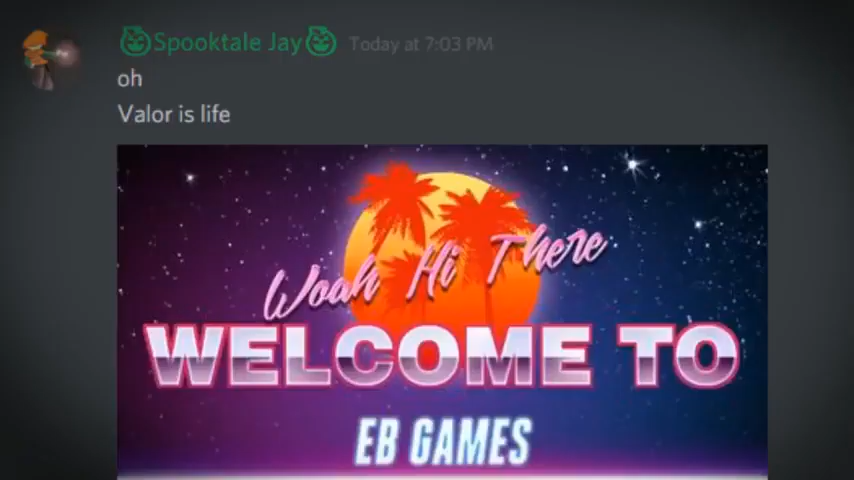 Spooktale Jay Today at 7:03 PM
oh
Valor is life
Woah Hi There
WELCOME TO
EB GAMES